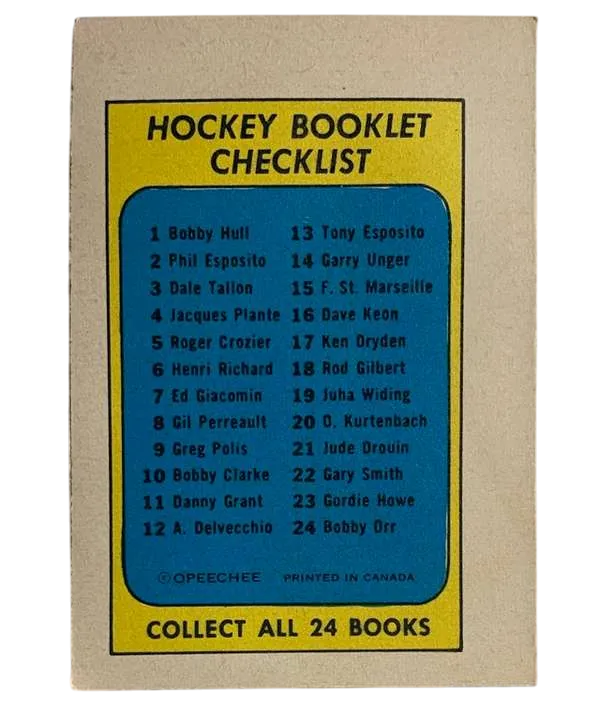 HOCKEY BOOKLET
CHECKLIST
1 Bobby Hull
2 Phil Esposito
3 Dale Tallon
4 Jacques Plante
5 Roger Crozier
6 Henri Richard
7 Ed Giacomin
8 Gil Perreault
9 Greg Polis
10 Bobby Clarke
11 Danny Grant
12 A. Delvecchio
13 Tony Esposito
14 Garry Unger
15 F. St. Marseille
16 Dave Keon
17 Ken Dryden
18 Rod Gilbert
19 Juha Widing
20 O. Kurtenbach
21 Jude Drouin
22 Gary Smith
23 Gordie Howe
24 Bobby Orr
©OPEECHEE PRINTED IN CANADA
COLLECT ALL 24 BOOKS